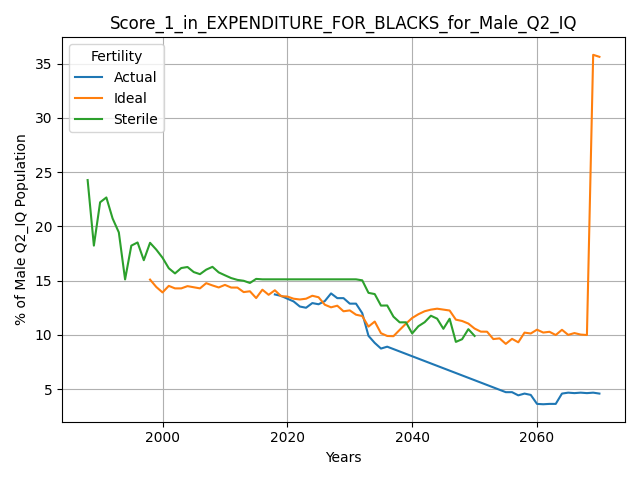 Score_1_in_EXPENDITURE_FOR_BLACKS_for_Male_Q2_IQ
Fertility
Actual
Ideal
Sterile
% of Male Q2_IQ Population
35
30
25
20
15
10
5
2000
2020
2040
2060
Years